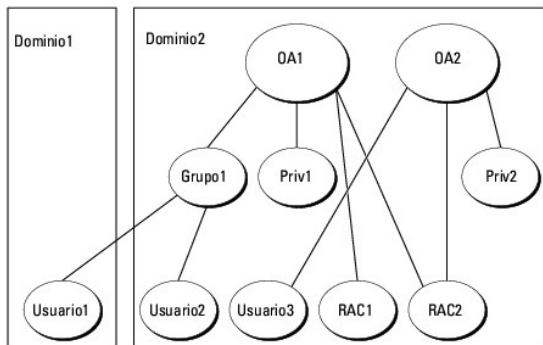 Dominio1
Dominio2
OA1
OA2
Grupo1
Priv1
Priv2
Usuario1
Usuario2
Usuario3
RAC1
RAC2